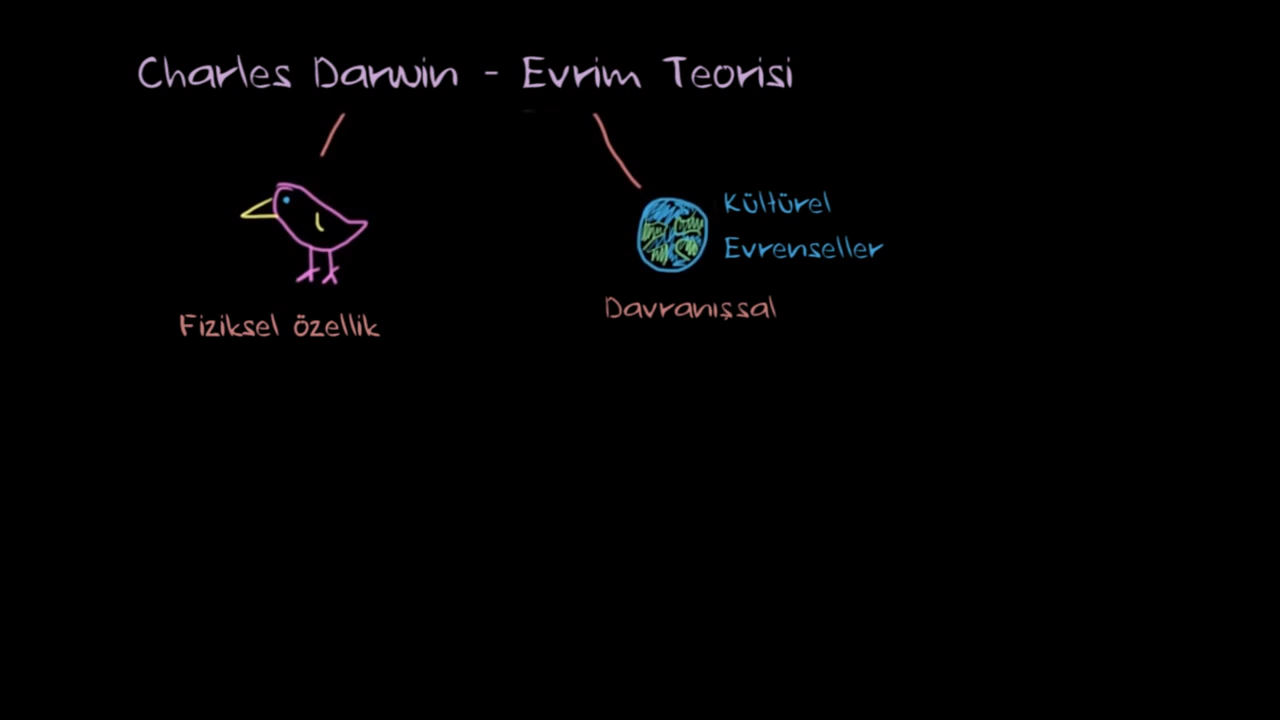 Charles Darwin - Evrim Teorisi
Kültürel
Evrenseller
Davranışsal
Fiziksel özellik